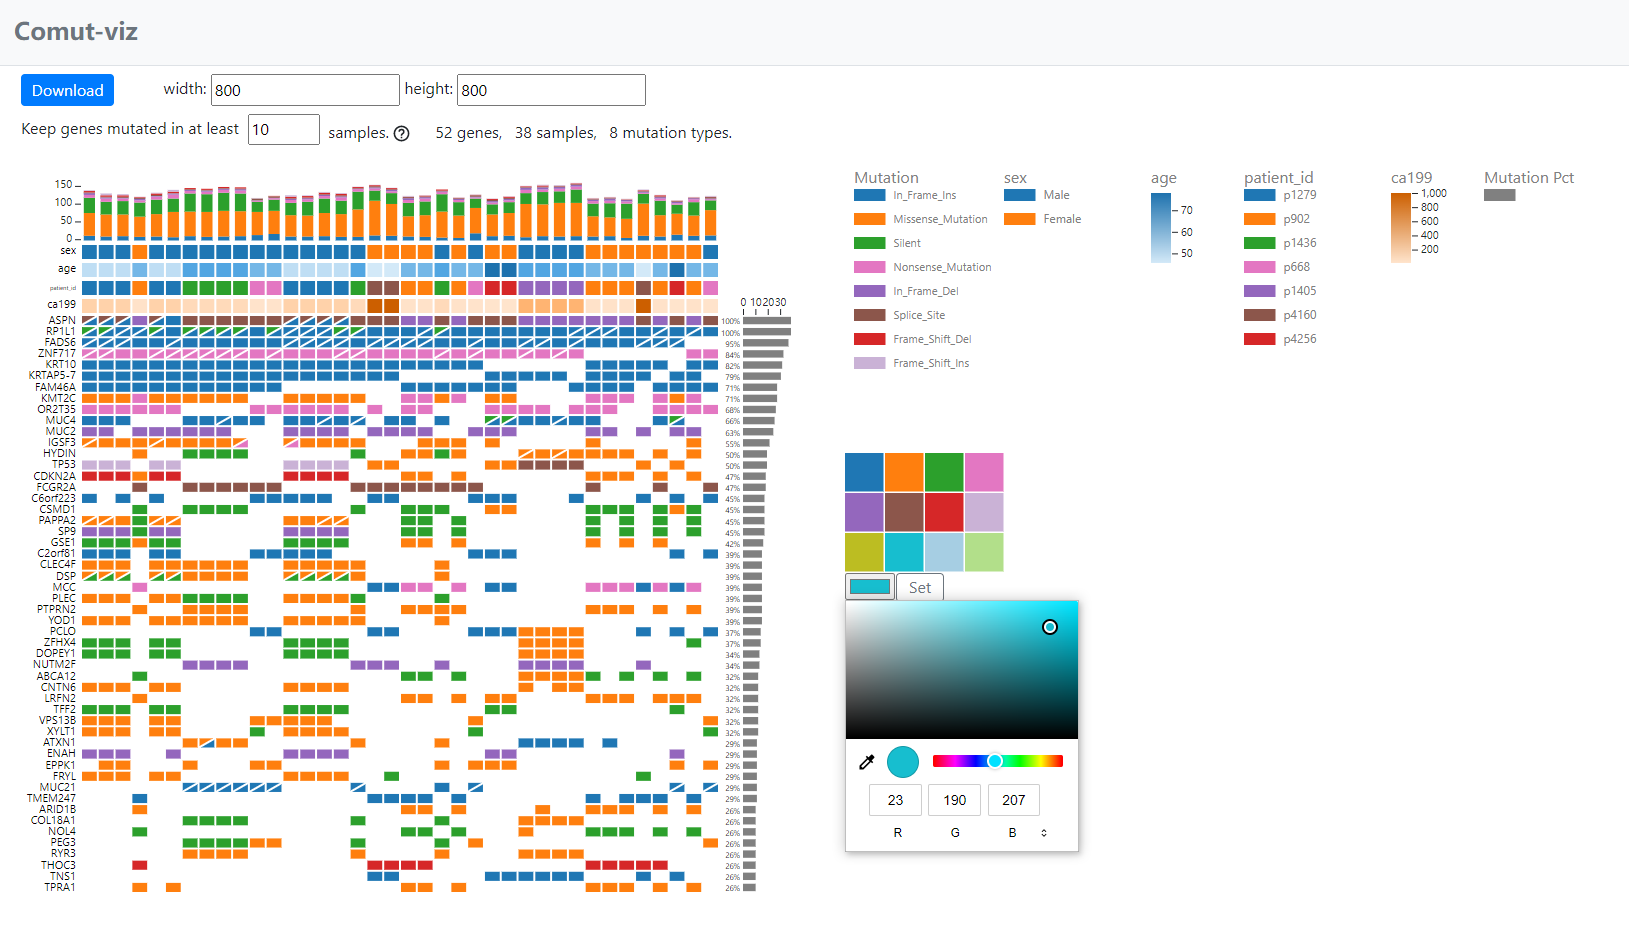 Comut-viz
Download width: 800 height: 800
Keep genes mutated in at least 10 samples. ? 52 genes, 38 samples, 8 mutation types.
Mutation
In_Frame_Ins
Missense_Mutation
Silent
Nonsense_Mutation
In_Frame_Del
Splice_Site
Frame_Shift_Del
Frame_Shift_Ins
sex
Male
Female
age
70
60
50
patient_id
p1279
p902
p1436
p668
p1405
p4160
p4256
ca199
1,000
800
600
400
200
Mutation Pct
150
100
50
0
sex
age
patient_id
ca199
0 10 20 30
ASPN 100%
RP1L1 100%
FADS6 95%
ZNF717 84%
KRT10 82%
KRTAP5-7 79%
FAM46A 71%
KMT2C 71%
OR2T35 68%
MUC4 66%
MUC2 63%
IGSF3 55%
HYDIN 50%
TP53 50%
CDKN2A 47%
FCGR2A 47%
C6orf223 45%
CSMD1 45%
PAPPA2 45%
SP9 45%
GSE1 42%
C2orf81 39%
CLEC4F 39%
DSP 39%
MCC 39%
PLEC 39%
PTPRN2 39%
YOD1 39%
PCLO 37%
ZFHX4 37%
DOPEY1 34%
NUTM2F 34%
ABCA12 32%
CNTN6 32%
LRFN2 32%
TFF2 32%
VPS13B 32%
XYLT1 32%
ATXN1 29%
ENAH 29%
EPPK1 29%
FRYL 29%
MUC21 29%
TMEM247 29%
ARID1B 26%
COL18A1 26%
NOL4 26%
PEG3 26%
RYR3 26%
THOC3 26%
TNS1 26%
TPRA1 26%
Set
23 190 207
R G B